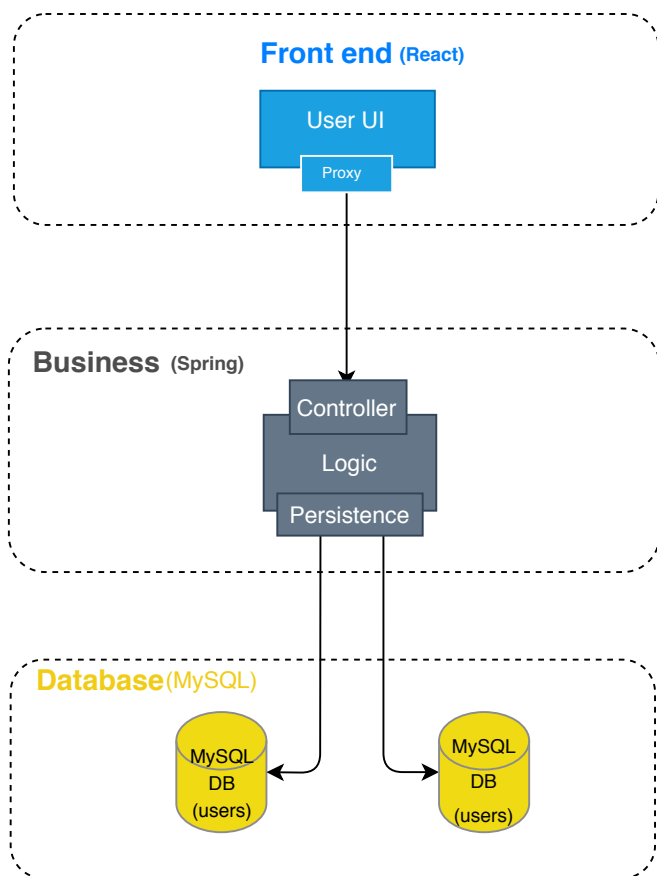 Front end (React)
User UI
Proxy
Business (Spring)
Controller
Logic
Persistence
Database (MySQL)
MySQL
DB
(users)
MySQL
DB
(users)